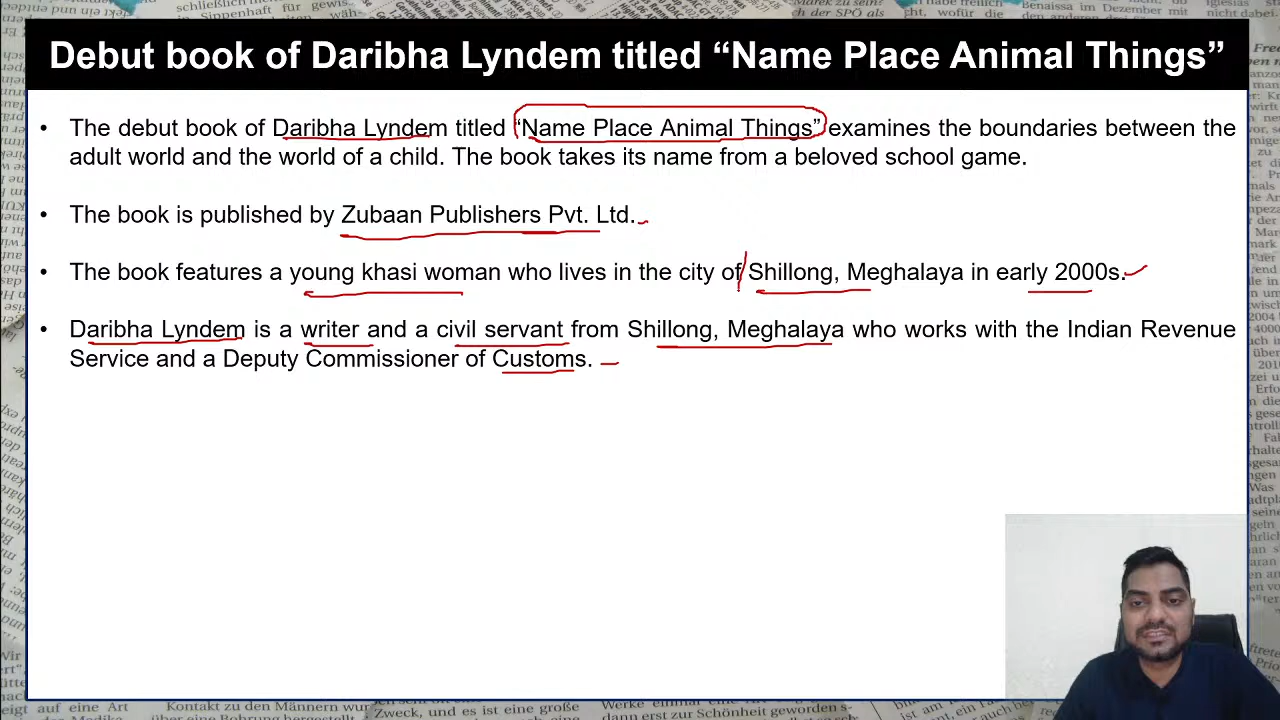 Debut book of Daribha Lyndem titled “Name Place Animal Things”
• The debut book of Daribha Lyndem titled “Name Place Animal Things” examines the boundaries between the
adult world and the world of a child. The book takes its name from a beloved school game.
• The book is published by Zubaan Publishers Pvt. Ltd.
• The book features a young khasi woman who lives in the city of Shillong, Meghalaya in early 2000s.
• Daribha Lyndem is a writer and a civil servant from Shillong, Meghalaya who works with the Indian Revenue
Service and a Deputy Commissioner of Customs.